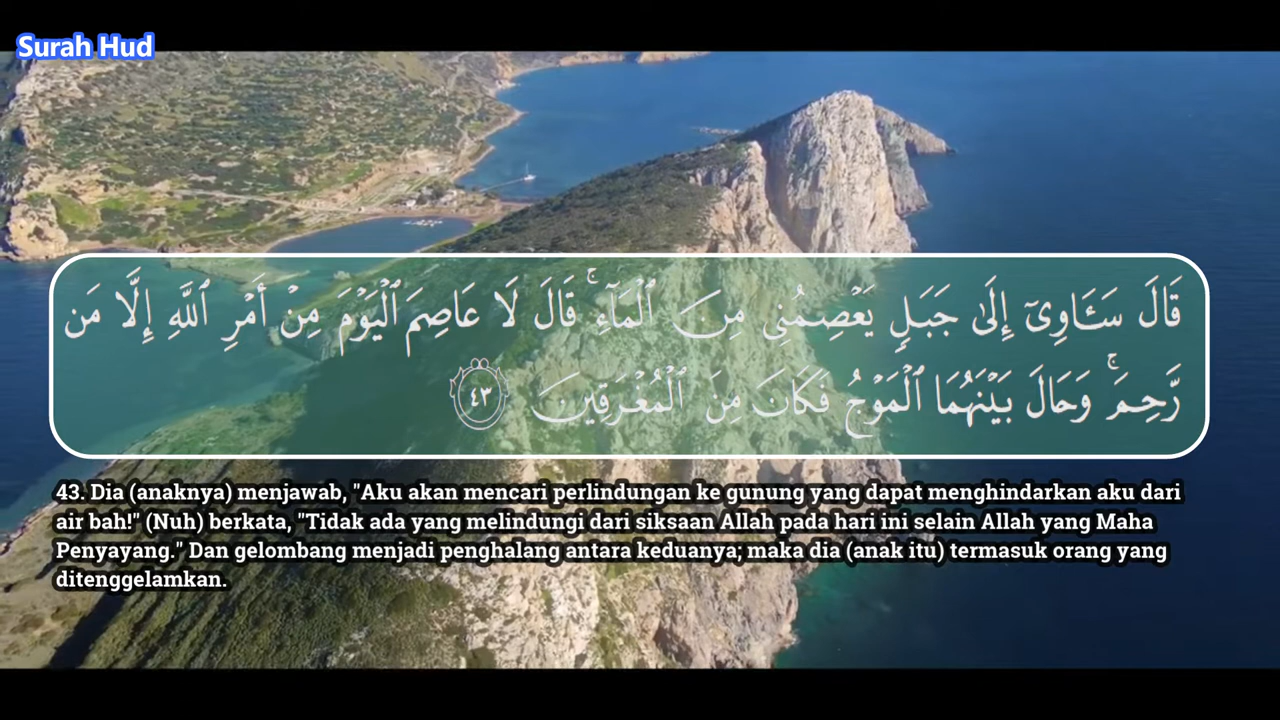 Surah Hud
قَالَ سَـَٔاوِىٓ إِلَىٰ جَبَلٍ يَعْصِمُنِى مِنَ ٱلْمَآءِ ۚ قَالَ لَا عَاصِمَ ٱلْيَوْمَ مِنْ أَمْرِ ٱللَّهِ إِلَّا مَن
رَّحِمَ ۚ وَحَالَ بَيْنَهُمَا ٱلْمَوْجُ فَكَانَ مِنَ ٱلْمُغْرَقِينَ ٤٣
43. Dia (anaknya) menjawab, "Aku akan mencari perlindungan ke gunung yang dapat menghindarkan aku dari
air bah!" (Nuh) berkata, "Tidak ada yang melindungi dari siksaan Allah pada hari ini selain Allah yang Maha
Penyayang." Dan gelombang menjadi penghalang antara keduanya; maka dia (anak itu) termasuk orang yang
ditenggelamkan.